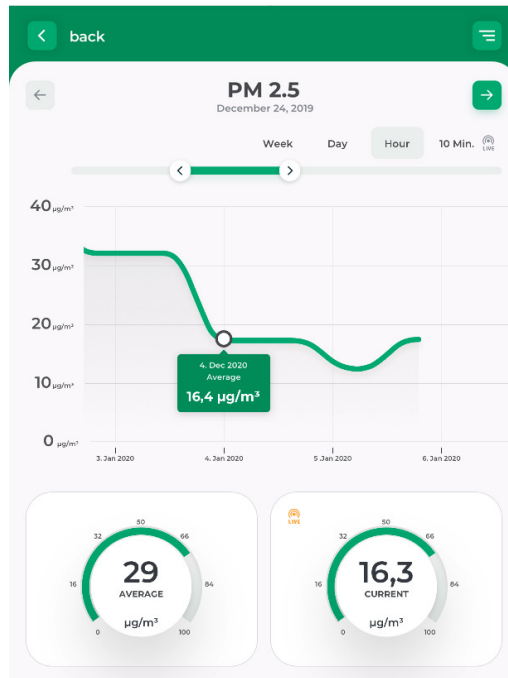 back
PM 2.5
December 24, 2019
Week Day Hour 10 Min. LIVE
40 µg/m³
30 µg/m³
20 µg/m³
10 µg/m³
0 µg/m³
4. Dec 2020
Average
16,4 µg/m³
3. Jan 2020 4. Jan 2020 5 Jan 2020 6. Jan 2020
50
32 66
16 84
29
AVERAGE
µg/m³
0 100
LIVE
50
32 66
16 84
16,3
CURRENT
µg/m³
0 100